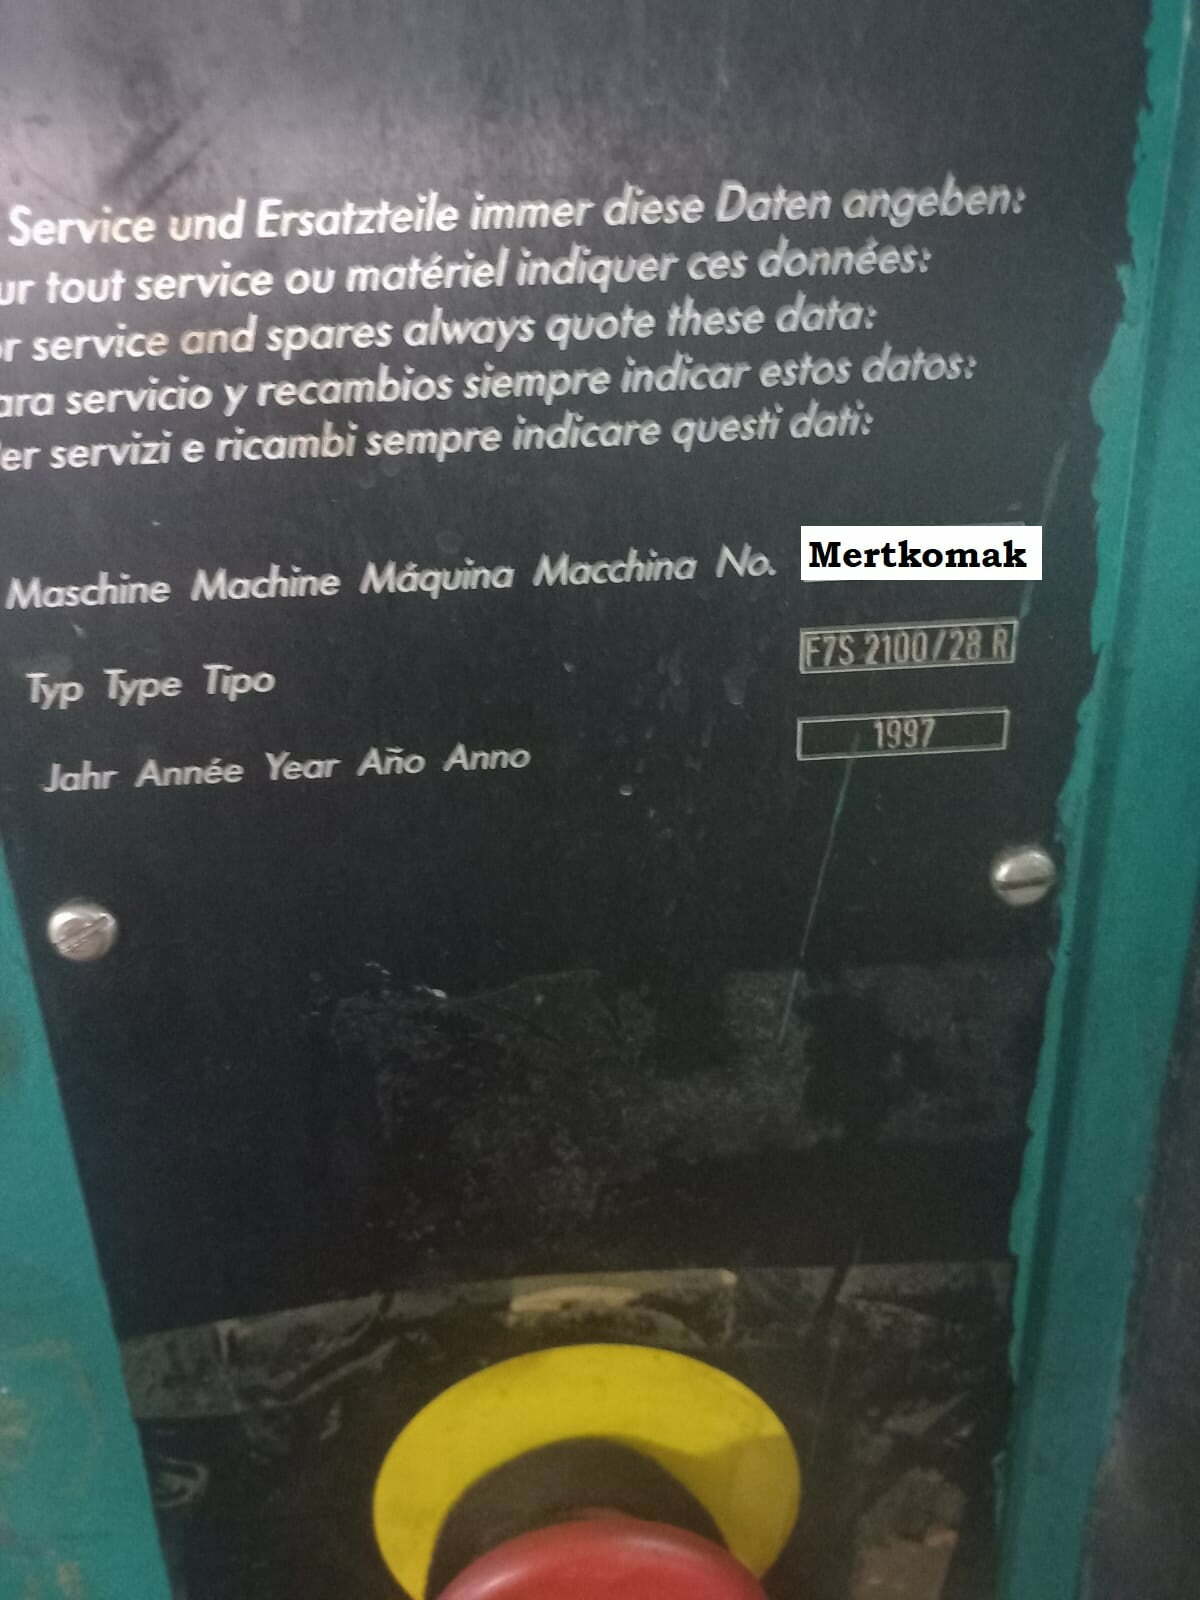 Service und Ersatzteile immer diese Daten angeben:
ur tout service ou matériel indiquer ces données:
or service and spares always quote these data:
ara servicio y recambios siempre indicar estos datos:
er servizi e ricambi sempre indicare questi dati:
Maschine Machine Máquina Macchina No. Mertkomak
Typ Type Tipo F7S 2100/28 R
Jahr Année Year Año Anno 1997